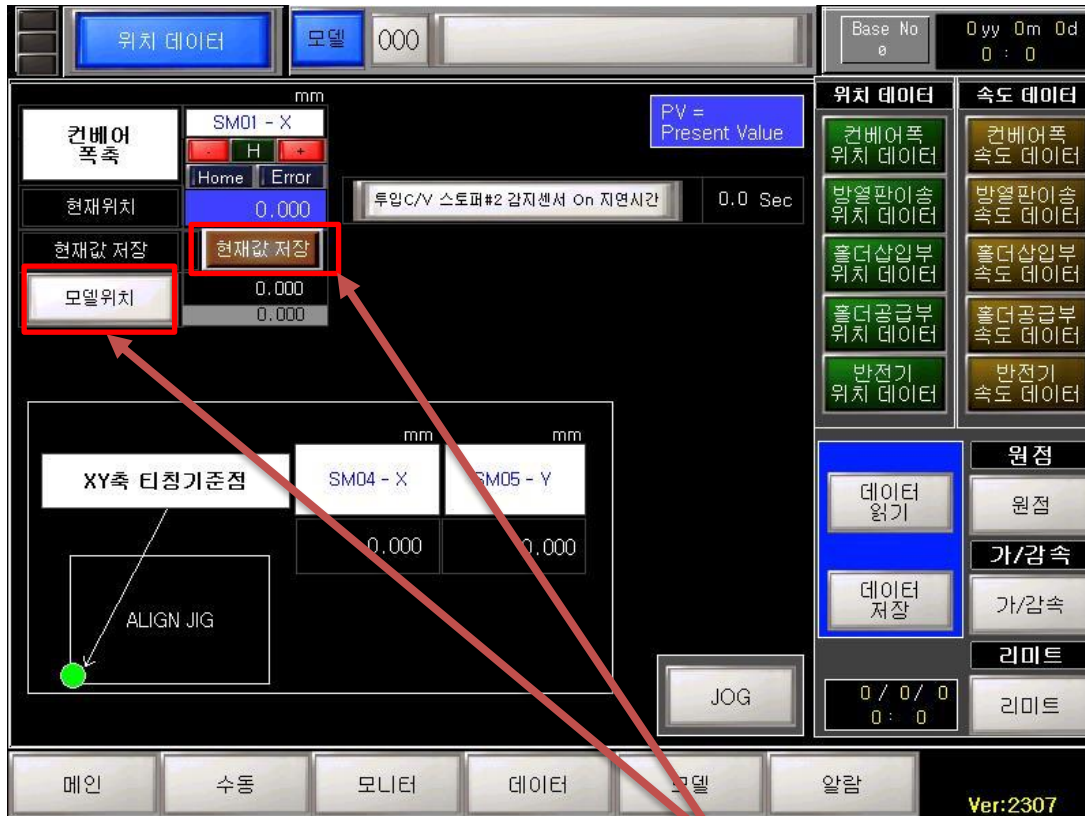 위치 데이터
모델
000
Base No
0
0 yy 0m 0d
0 : 0
mm
컨베어
폭축
SM01 - X
- H +
Home Error
PV =
Present Value
현재위치
0.000
투입C/V 스토퍼#2 감지센서 On 지연시간
0.0 Sec
현재값 저장
현재값 저장
모델위치
0.000
0.000
위치 데이터
속도 데이터
컨베어폭
위치 데이터
컨베어폭
속도 데이터
방열판이송
위치 데이터
방열판이송
속도 데이터
홀더삽입부
위치 데이터
홀더삽입부
속도 데이터
홀더공급부
위치 데이터
홀더공급부
속도 데이터
반전기
위치 데이터
반전기
속도 데이터
mm
mm
XY축 티칭기준점
SM04 - X
SM05 - Y
0.000
0.000
ALIGN JIG
JOG
데이터
읽기
데이터
저장
원점
원점
가/감속
가/감속
리미트
리미트
0 / 0 / 0
0 : 0
메인
수동
모니터
데이터
모델
알람
Ver:2307